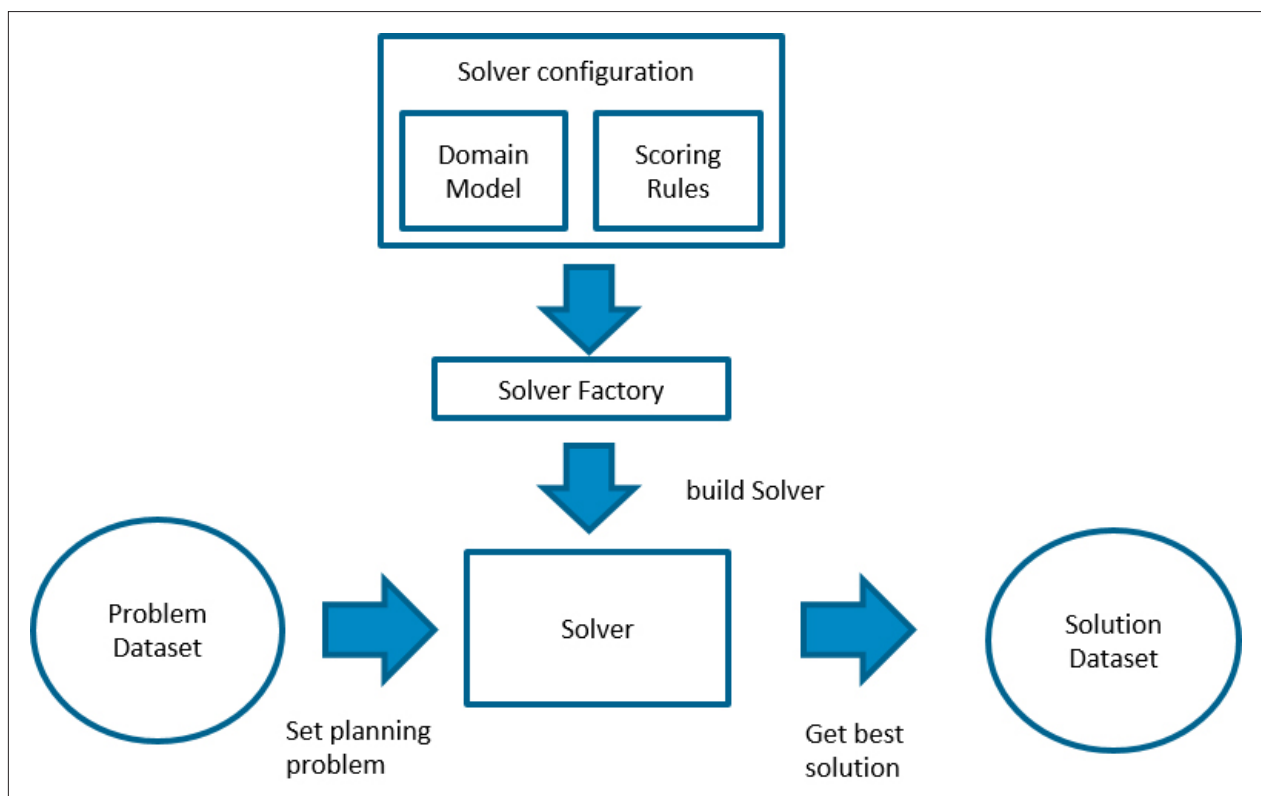 Solver configuration
Domain
Model
Scoring
Rules
Solver Factory
build Solver
Problem
Dataset
Solver
Solution
Dataset
Set planning
problem
Get best
solution